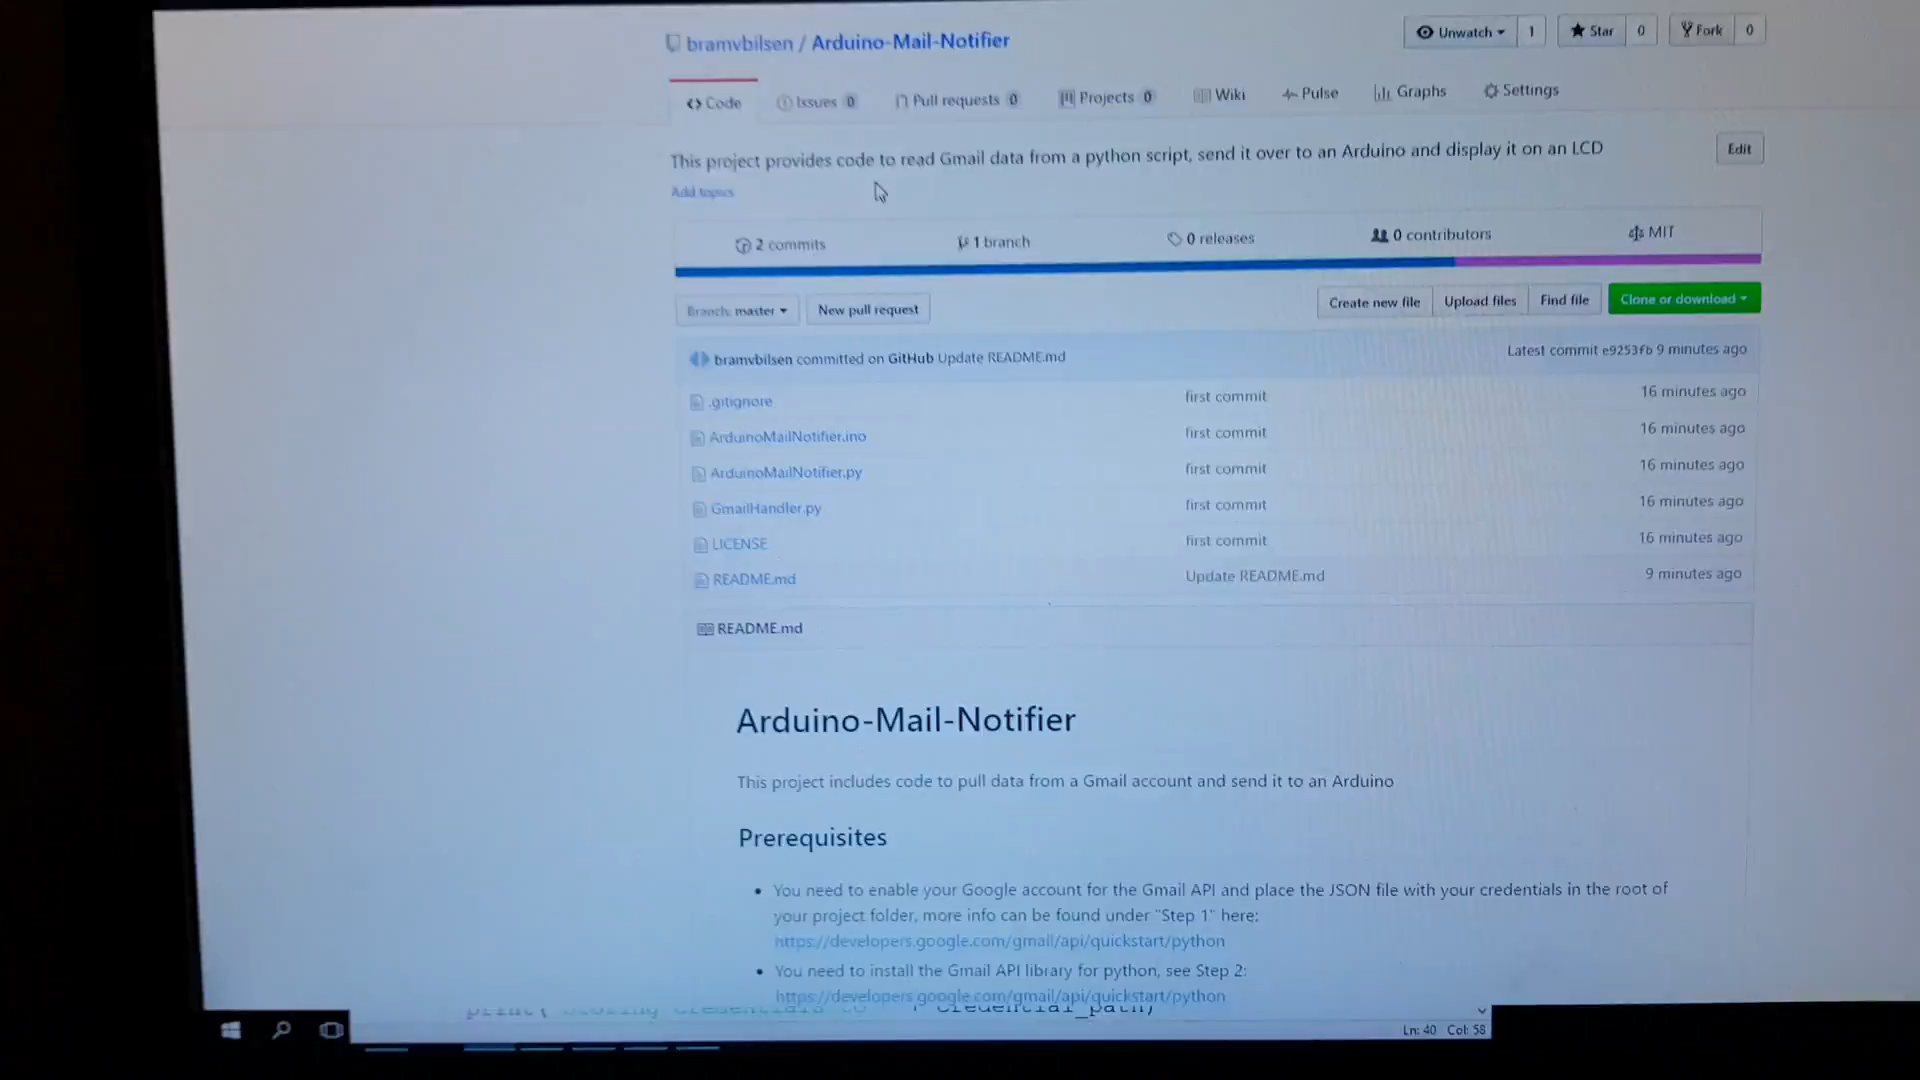 bramvbilsen / Arduino-Mail-Notifier
Unwatch 1 Star 0 Fork 0
Code Issues 0 Pull requests 0 Projects 0 Wiki Pulse Graphs Settings
This project provides code to read Gmail data from a python script, send it over to an Arduino and display it on an LCD
Edit
Add topics
2 commits 1 branch 0 releases 0 contributors MIT
Branch: master New pull request Create new file Upload files Find file Clone or download
bramvbilsen committed on GitHub Update README.md Latest commit e9253fb 9 minutes ago
.gitignore first commit 16 minutes ago
ArduinoMailNotifier.ino first commit 16 minutes ago
ArduinoMailNotifier.py first commit 16 minutes ago
GmailHandler.py first commit 16 minutes ago
LICENSE first commit 16 minutes ago
README.md Update README.md 9 minutes ago
README.md
Arduino-Mail-Notifier
This project includes code to pull data from a Gmail account and send it to an Arduino
Prerequisites
• You need to enable your Google account for the Gmail API and place the JSON file with your credentials in the root of
your project folder, more info can be found under "Step 1" here:
https://developers.google.com/gmail/api/quickstart/python
• You need to install the Gmail API library for python, see Step 2:
https://developers.google.com/gmail/api/quickstart/python
credential_path)
Ln: 40 Col: 58